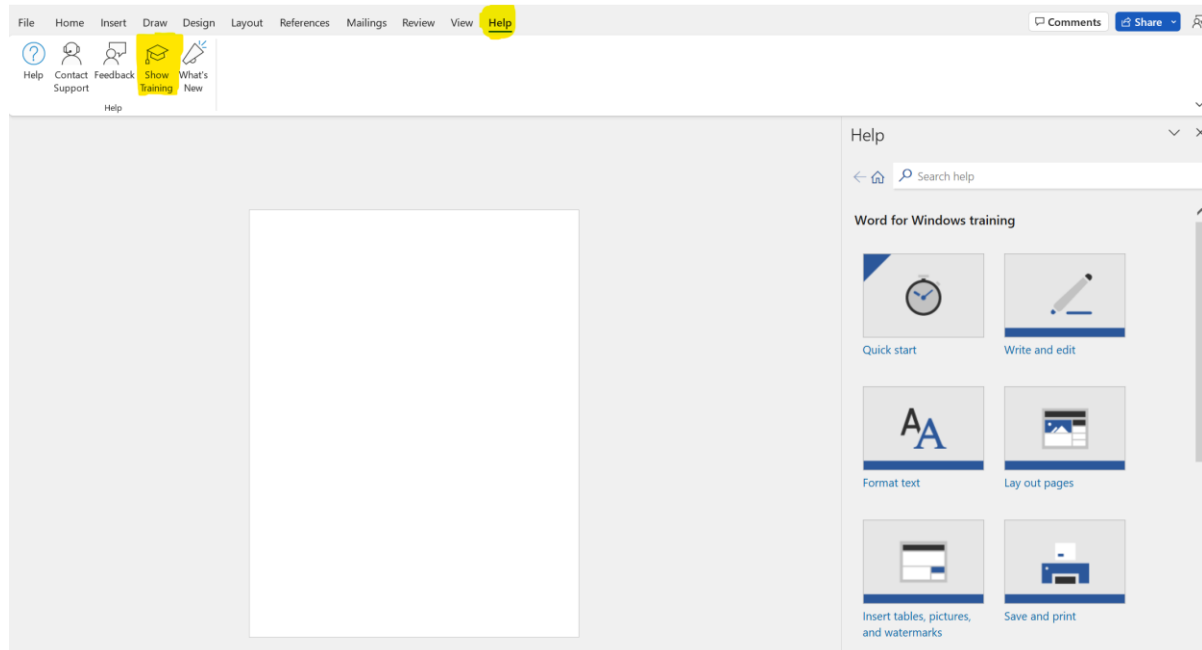 File Home Insert Draw Design Layout References Mailings Review View Help Comments Share
Help Contact Support Feedback Show Training What's New
Help
Help
Search help
Word for Windows training
Quick start Write and edit
Format text Lay out pages
Insert tables, pictures, and watermarks Save and print